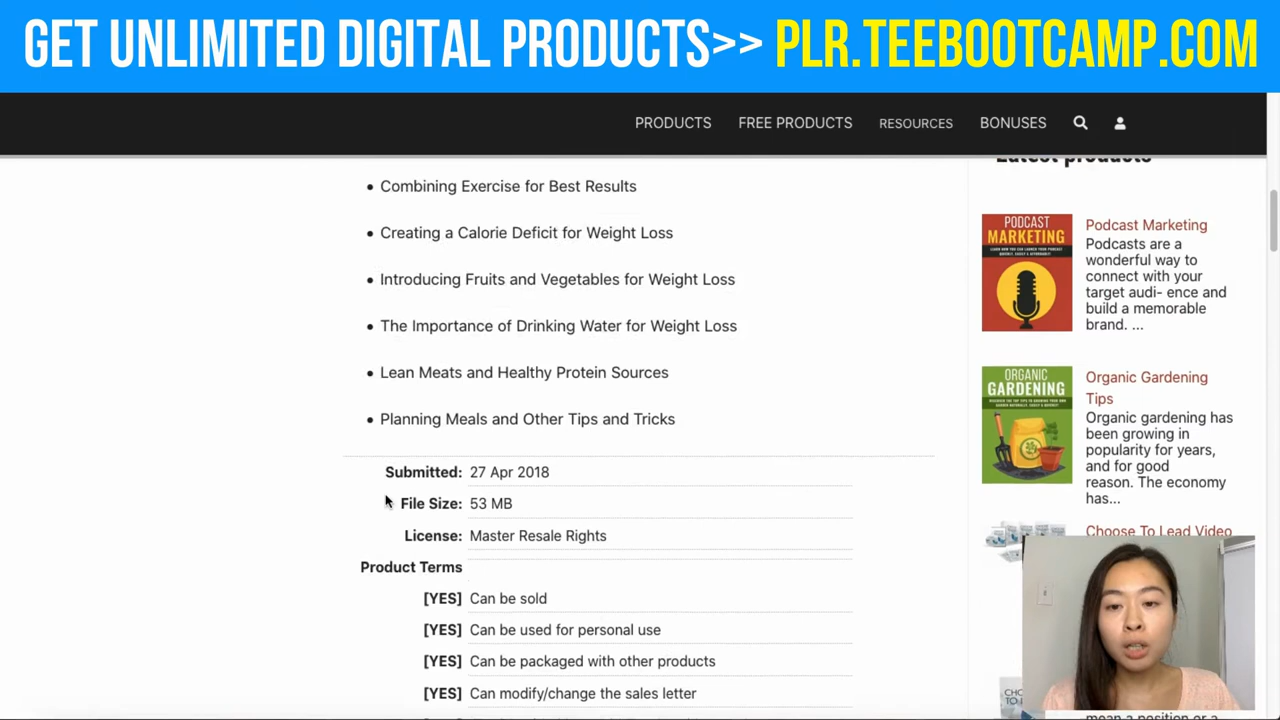 GET UNLIMITED DIGITAL PRODUCTS>> PLR.TEEBOOTCAMP.COM
PRODUCTS FREE PRODUCTS RESOURCES BONUSES
Latest products
• Combining Exercise for Best Results
• Creating a Calorie Deficit for Weight Loss
• Introducing Fruits and Vegetables for Weight Loss
• The Importance of Drinking Water for Weight Loss
• Lean Meats and Healthy Protein Sources
• Planning Meals and Other Tips and Tricks
Submitted: 27 Apr 2018
File Size: 53 MB
License: Master Resale Rights
Product Terms
[YES] Can be sold
[YES] Can be used for personal use
[YES] Can be packaged with other products
[YES] Can modify/change the sales letter
PODCAST
MARKETING
Podcast Marketing
Podcasts are a
wonderful way to
connect with your
target audi- ence and
build a memorable
brand. ...
ORGANIC
GARDENING
Organic Gardening
Tips
Organic gardening has
been growing in
popularity for years,
and for good
reason. The economy
has...
Choose To Lead Video
mean a position or a